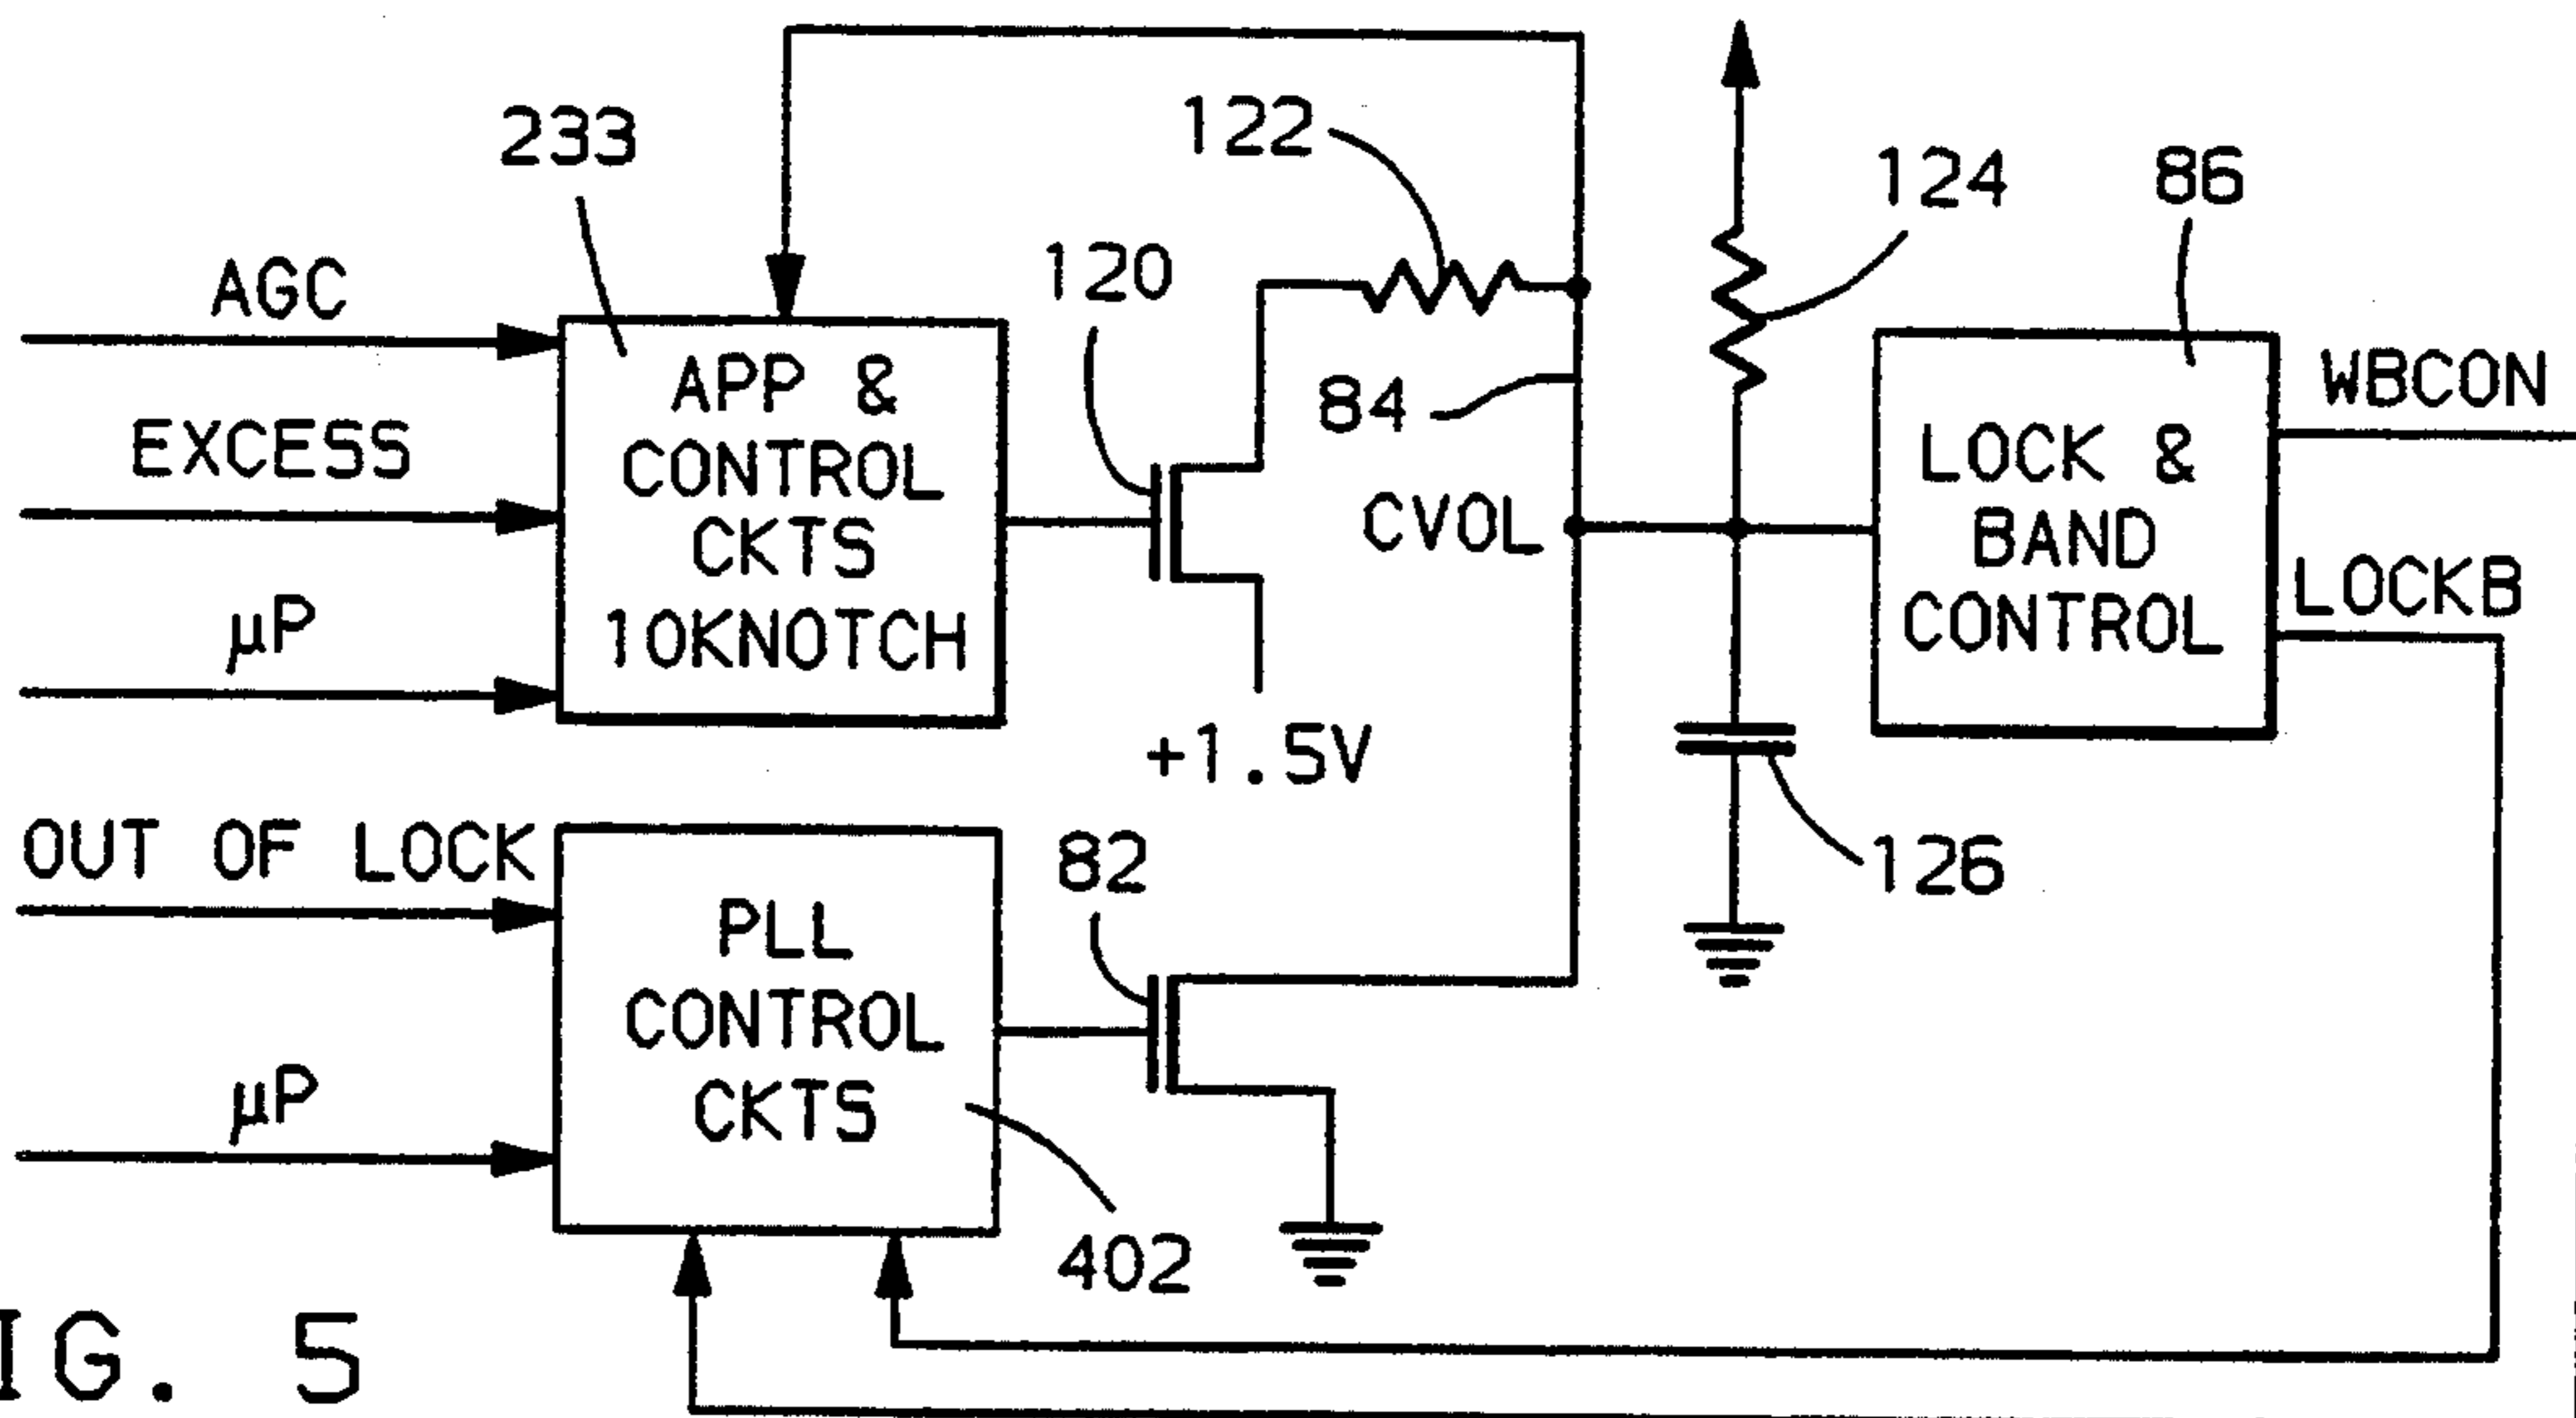 233
122
124
86
AGC
120
APP &
CONTROL
CKTS
10KNOTCH
84
WBCON
EXCESS
CVOL
LOCK &
BAND
CONTROL
LOCKB
µP
+1.5V
OUT OF LOCK
82
126
PLL
CONTROL
CKTS
µP
402
IG. 5